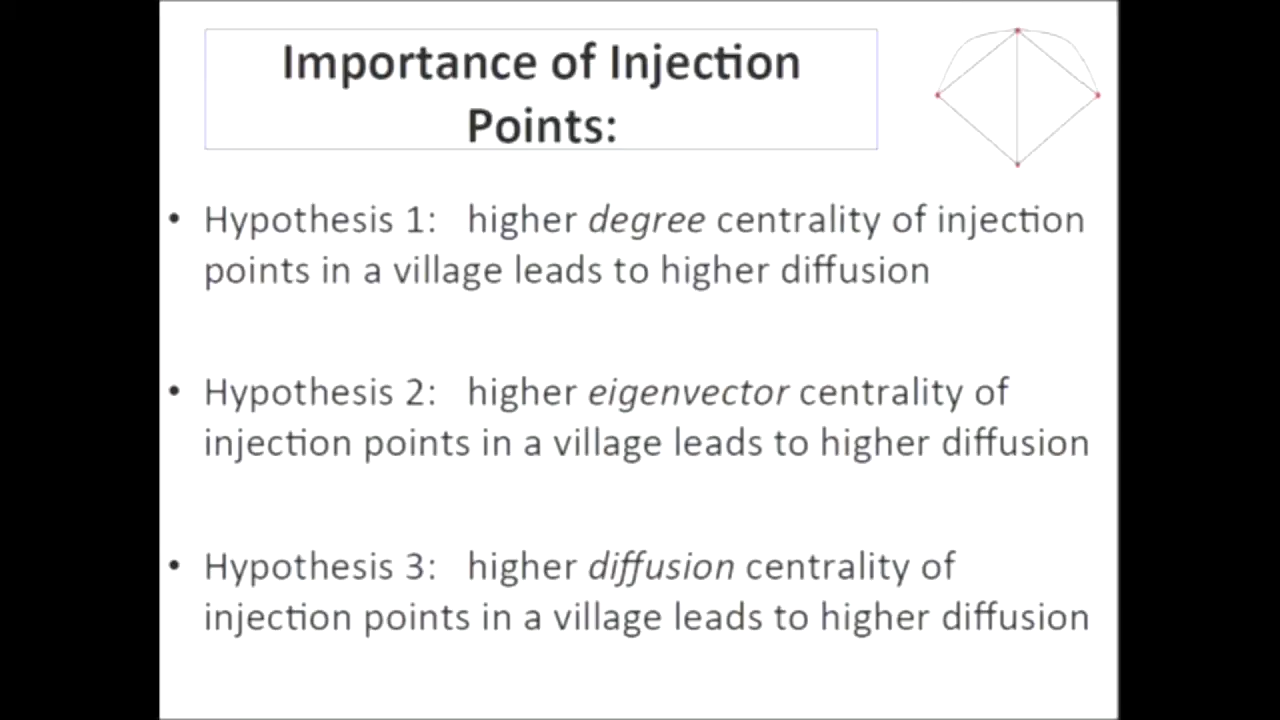 Importance of Injection
Points:
• Hypothesis 1: higher degree centrality of injection
points in a village leads to higher diffusion
• Hypothesis 2: higher eigenvector centrality of
injection points in a village leads to higher diffusion
• Hypothesis 3: higher diffusion centrality of
injection points in a village leads to higher diffusion